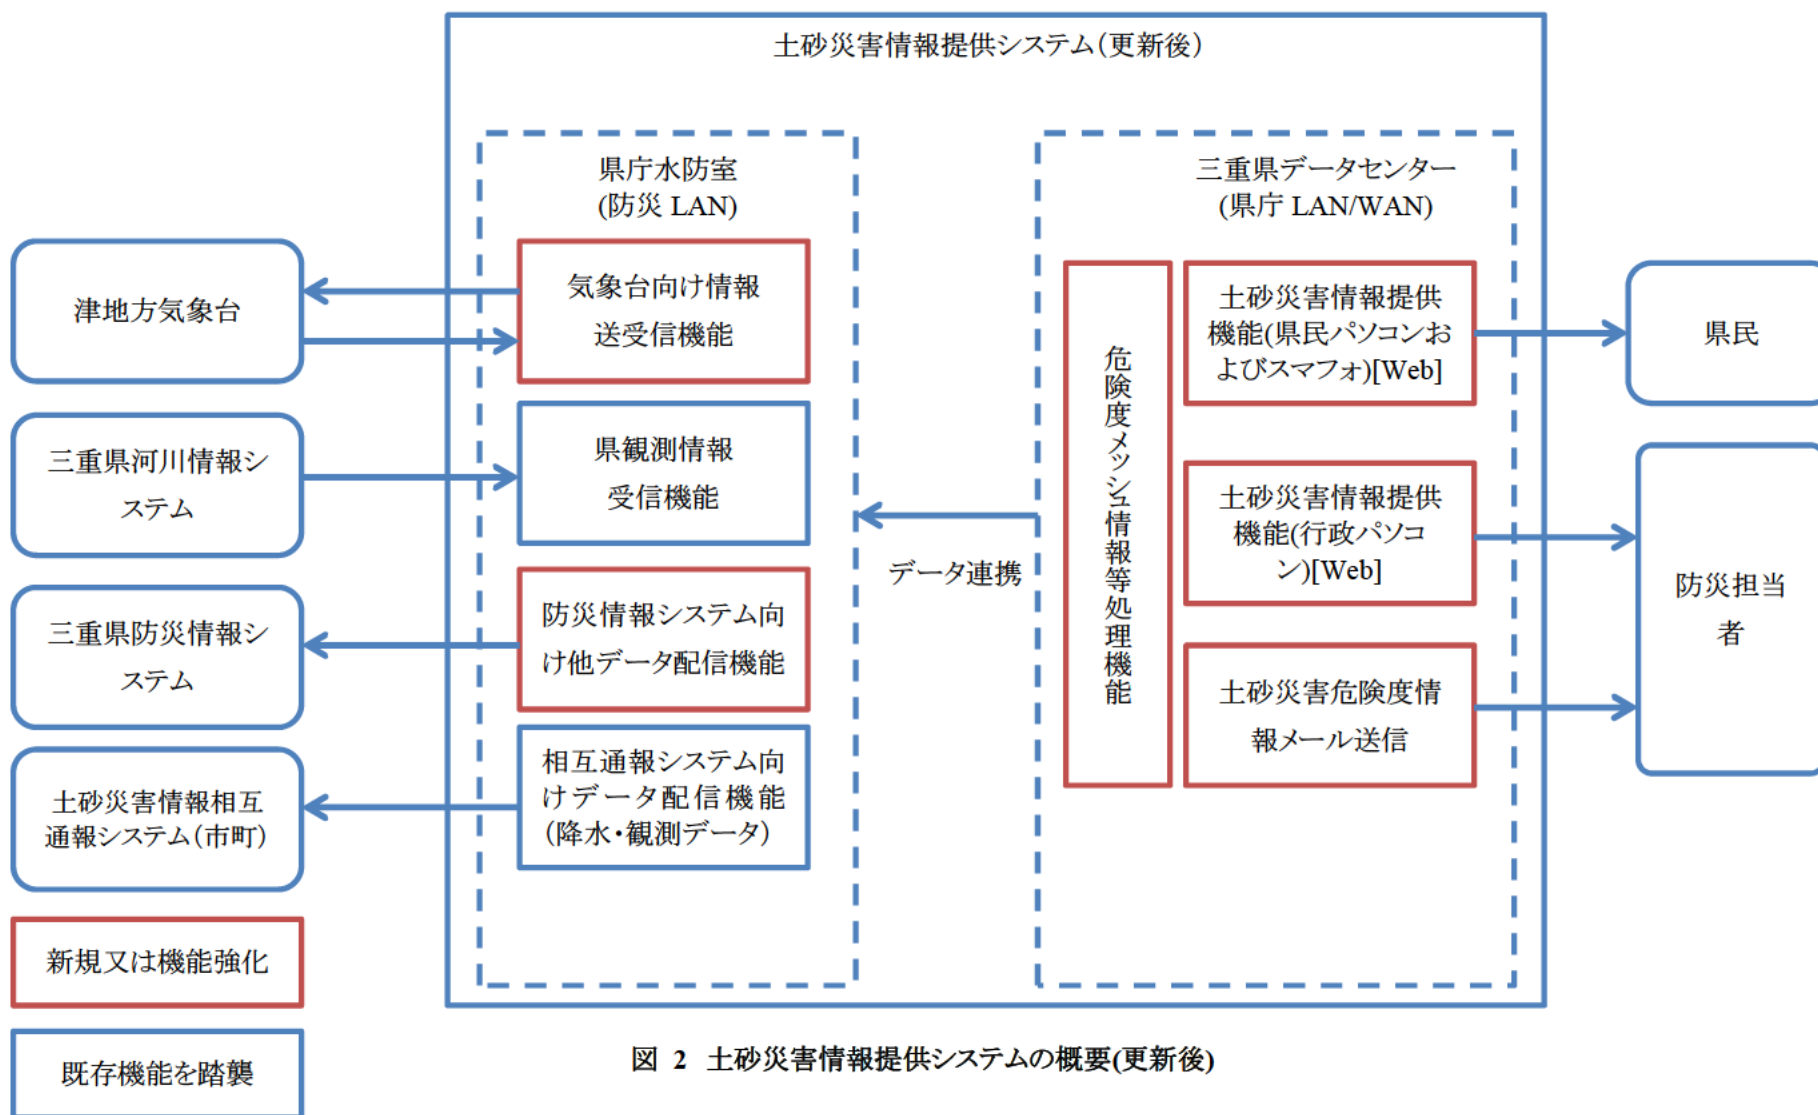 土砂災害情報提供システム(更新後)
県庁水防室
(防災 LAN)
三重県データセンター
(県庁 LAN/WAN)
津地方気象台
気象台向け情報
送受信機能
三重県河川情報シ
ステム
県観測情報
受信機能
三重県防災情報シ
ステム
防災情報システム向
け他データ配信機能
土砂災害情報相互
通報システム(市町)
相互通報システム向
けデータ配信機能
(降水・観測データ)
データ連携
危険度メッシュ情報等処理機能
土砂災害情報提供
機能(県民パソコンお
よびスマフォ)[Web]
土砂災害情報提供
機能(行政パソコ
ン)[Web]
土砂災害危険度情
報メール送信
県民
防災担当
者
新規又は機能強化
既存機能を踏襲
図 2 土砂災害情報提供システムの概要(更新後)